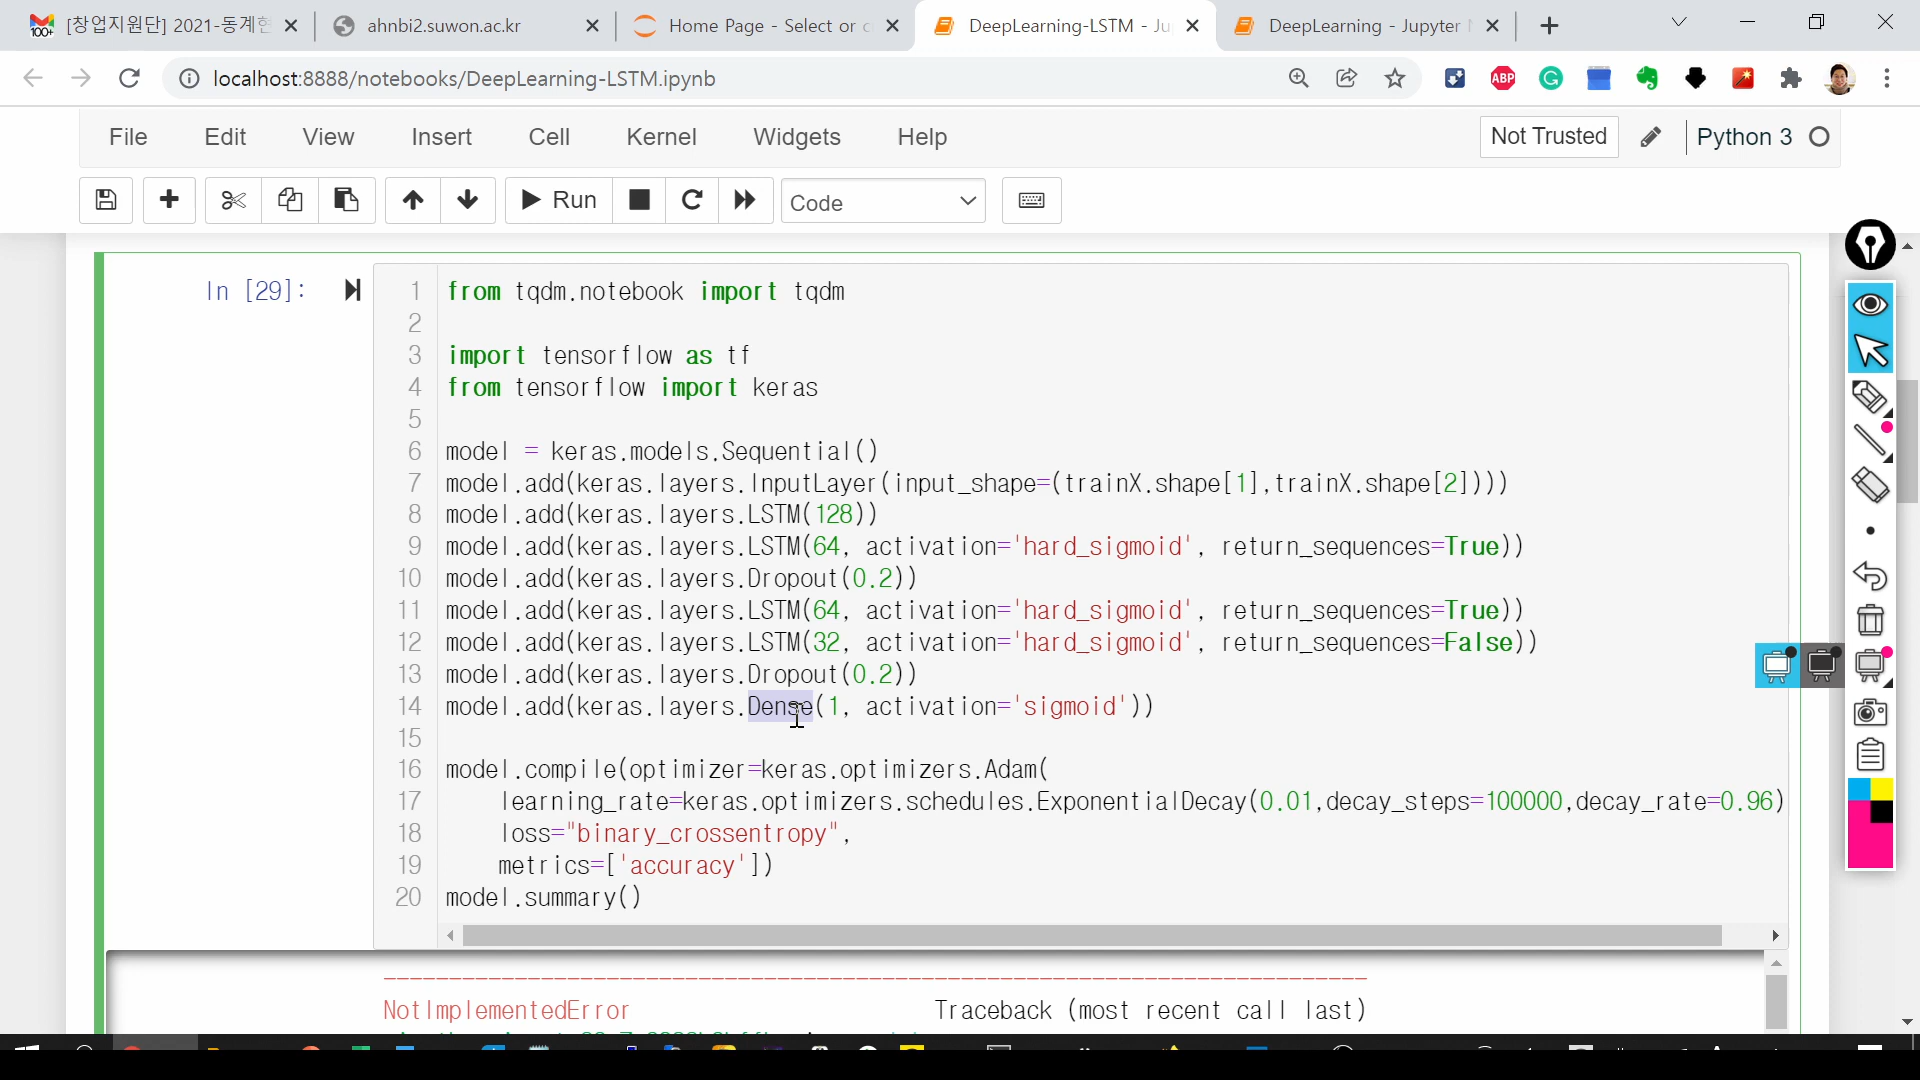 [창업지원단] 2021-동계현
ahnbi2.suwon.ac.kr
Home Page - Select or c
DeepLearning-LSTM - Ju
DeepLearning - Jupyter N
localhost:8888/notebooks/DeepLearning-LSTM.ipynb
ABP
File Edit View Insert Cell Kernel Widgets Help
Not Trusted
Python 3
Run
Code
In [29]:
1 from tqdm.notebook import tqdm
2
3 import tensorflow as tf
4 from tensorflow import keras
5
6 model = keras.models.Sequential()
7 model.add(keras.layers.InputLayer(input_shape=(trainX.shape[1],trainX.shape[2])))
8 model.add(keras.layers.LSTM(128))
9 model.add(keras.layers.LSTM(64, activation='hard_sigmoid', return_sequences=True))
10 model.add(keras.layers.Dropout(0.2))
11 model.add(keras.layers.LSTM(64, activation='hard_sigmoid', return_sequences=True))
12 model.add(keras.layers.LSTM(32, activation='hard_sigmoid', return_sequences=False))
13 model.add(keras.layers.Dropout(0.2))
14 model.add(keras.layers.Dense(1, activation='sigmoid'))
15
16 model.compile(optimizer=keras.optimizers.Adam(
17 learning_rate=keras.optimizers.schedules.ExponentialDecay(0.01,decay_steps=100000,decay_rate=0.96)
18 loss="binary_crossentropy",
19 metrics=['accuracy'])
20 model.summary()
NotImplementedError Traceback (most recent call last)